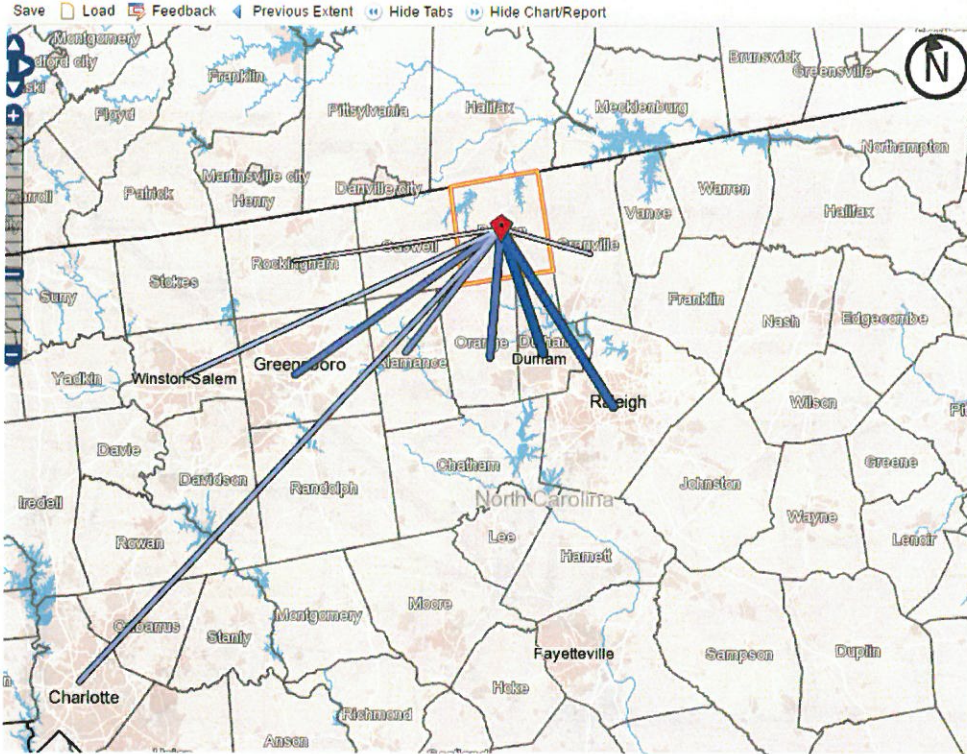 Save Load Feedback Previous Extent Hide Tabs Hide Chart/Report
Montgomery
Brunswick
Greensville
N
Franklin
Floyd
Pittsylvania
Halifax
Mecklenburg
Northampton
Patrick
Martinsville city
Henry
Danville city
Warren
Vance
Halifax
Granville
Rockingham
Stokes
Surry
Franklin
Nash
Edgecombe
Yadkin
Winston-Salem
Greensboro
Alamance
Orange
Durham
Durham
Raleigh
Wilson
Davie
Davidson
Randolph
Chatham
Johnston
Greene
Iredell
North Carolina
Wayne
Rowan
Lee
Harnett
Lenoir
Cabarrus
Stanly
Montgomery
Moore
Fayetteville
Sampson
Duplin
Charlotte
Hoke
Richmond
Anson